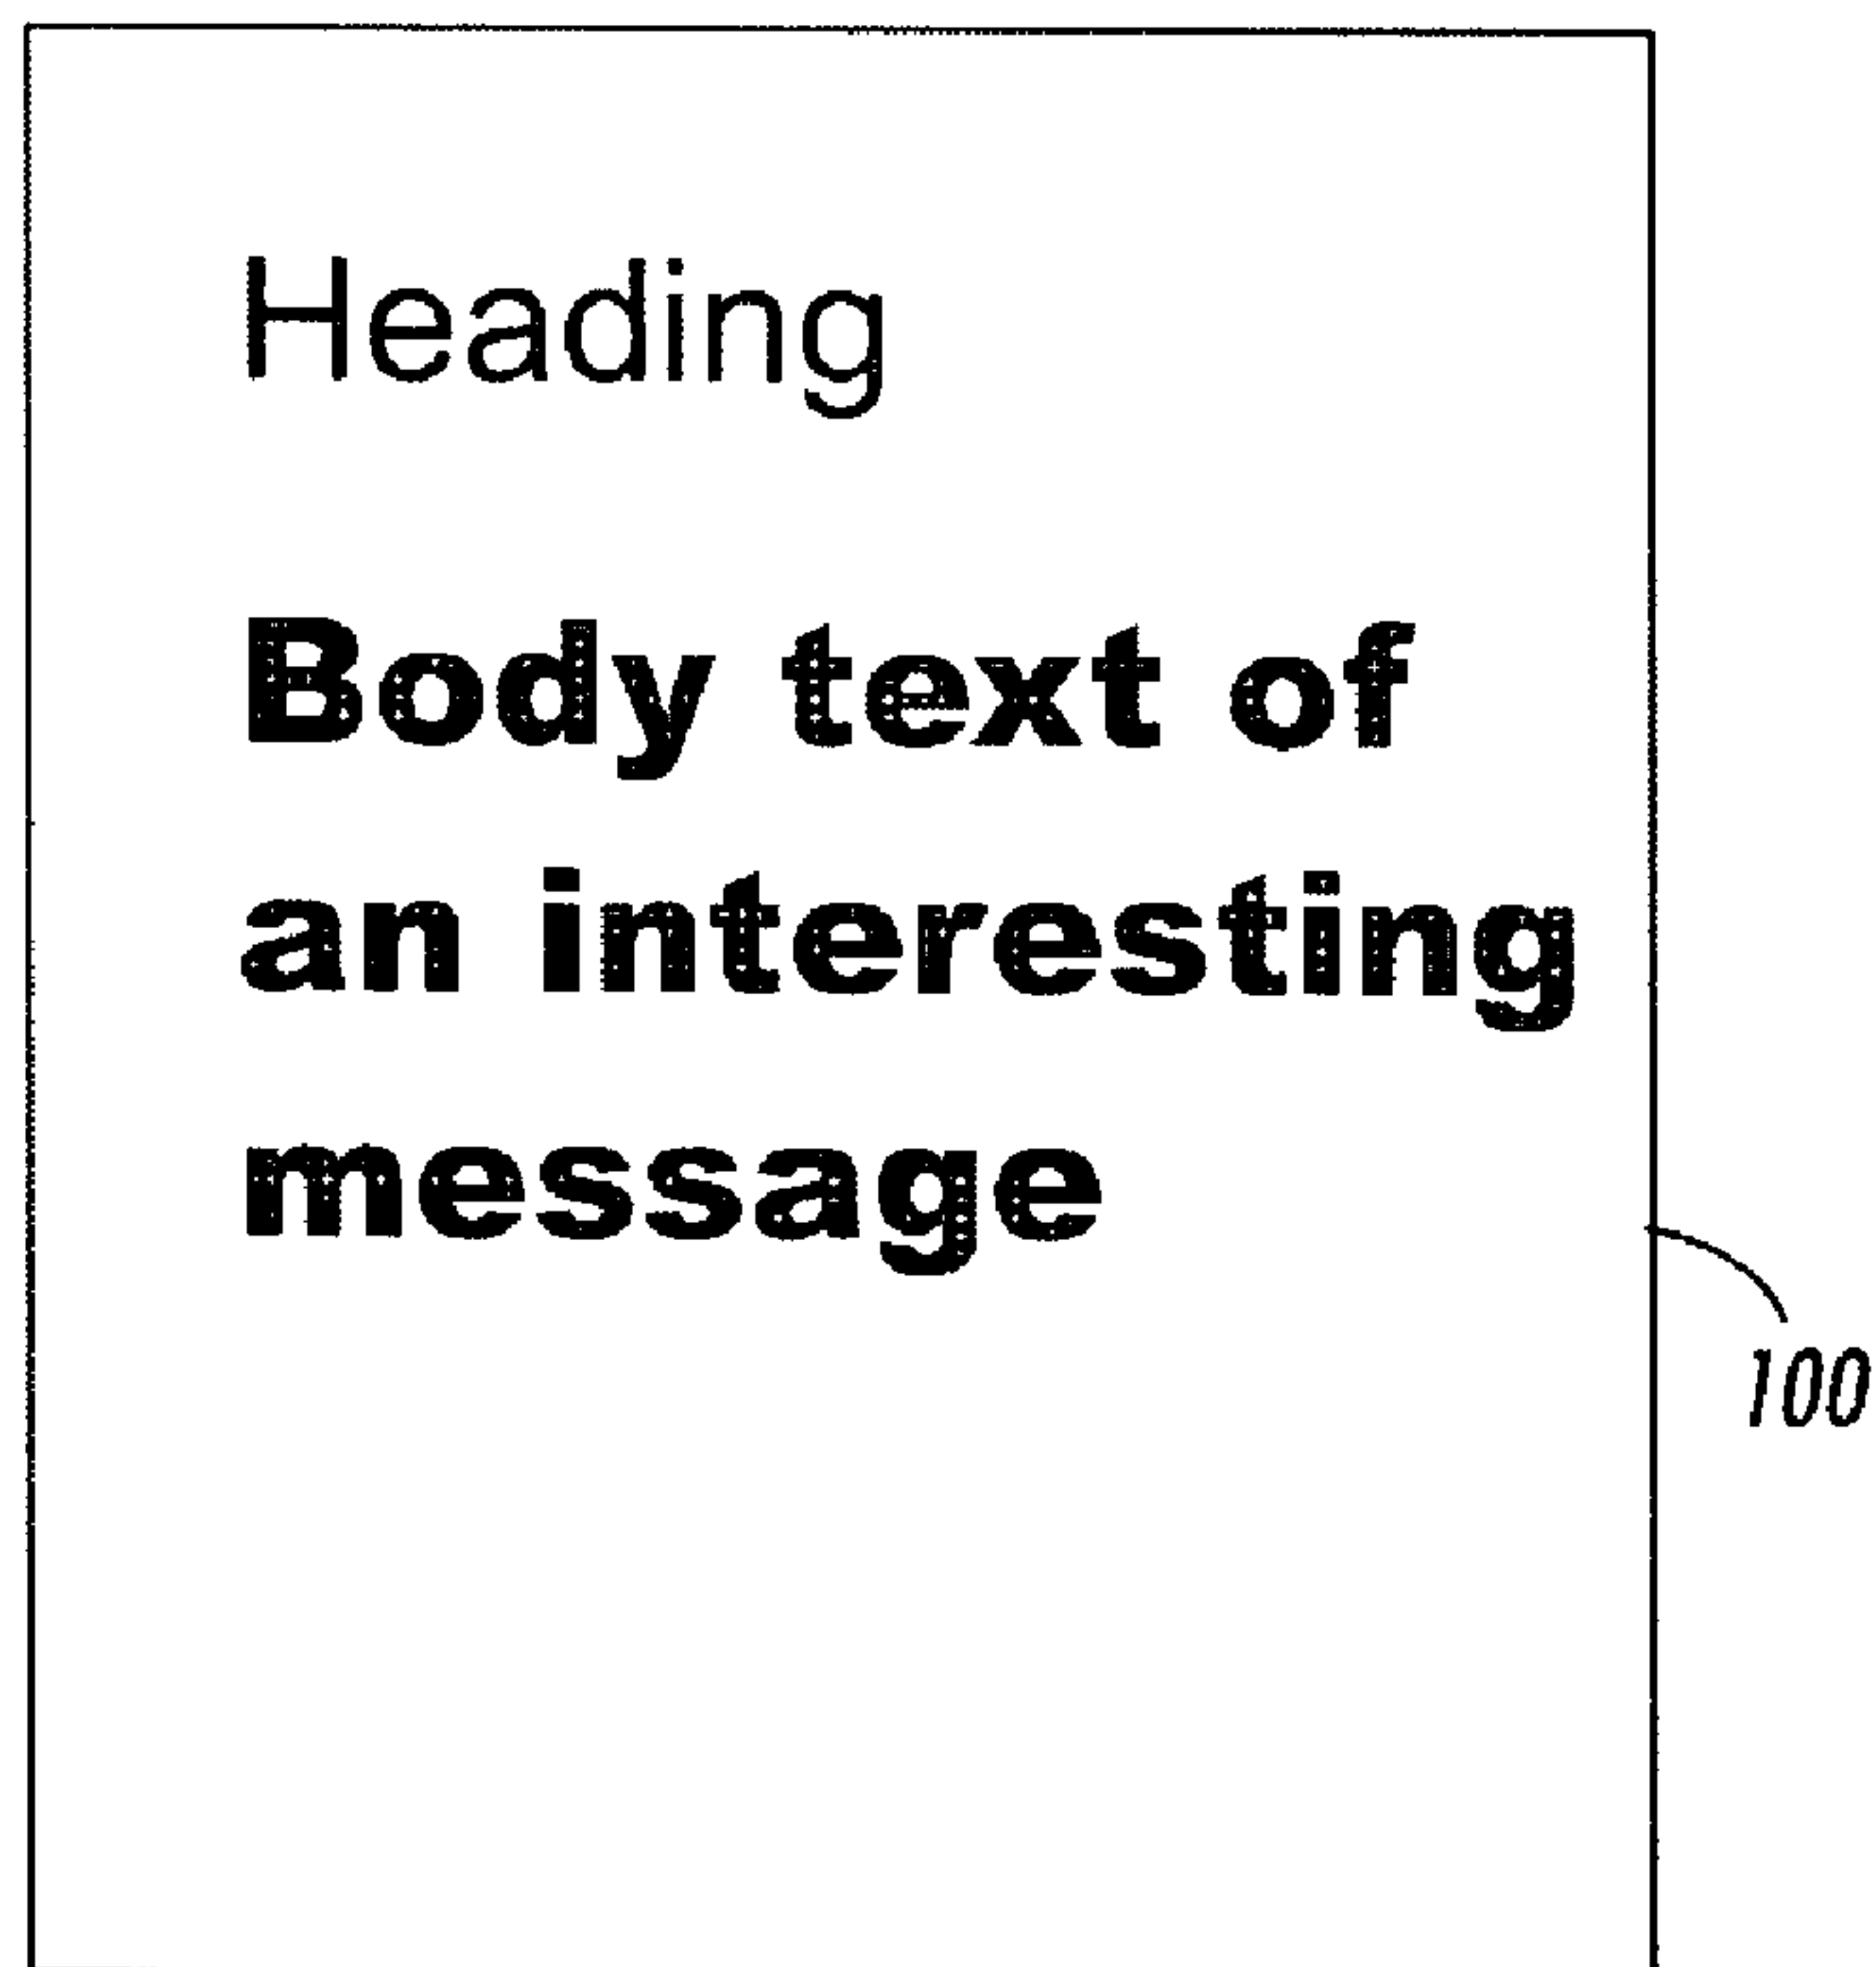 Heading
Body text of
an interesting
message
100